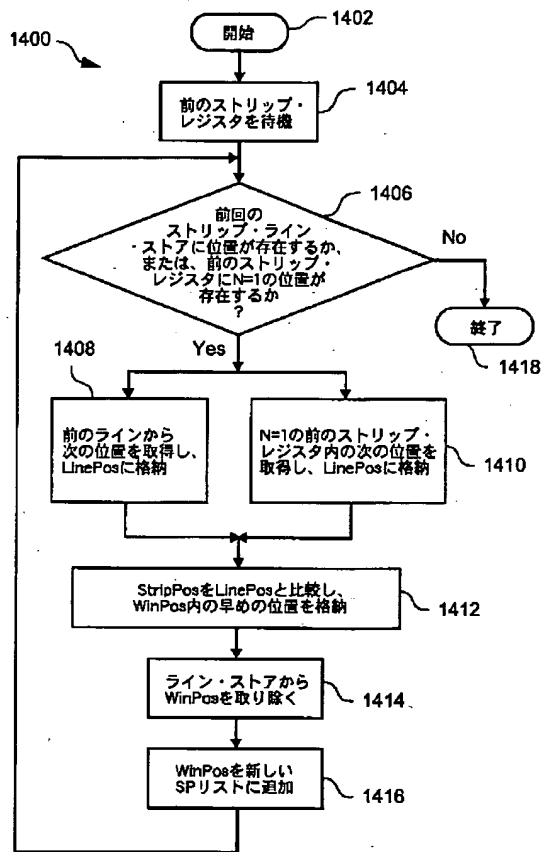 1400
開始
1402
前のストリップ・
レジスタを待機
1404
前回の
ストリップ・ライン
・ストアに位置が存在するか、
または、前のストリップ・
レジスタにN=1の位置が
存在するか
?
1406
No
終了
1418
Yes
1408
前のラインから
次の位置を取得し、
LinePosに格納
N=1の前のストリップ・
レジスタ内の次の位置を
取得し、LinePosに格納
1410
StripPosをLinePosと比較し、
WinPos内の早めの位置を格納
1412
ライン・ストアから
WinPosを取り除く
1414
WinPosを新しい
SPリストに追加
1416